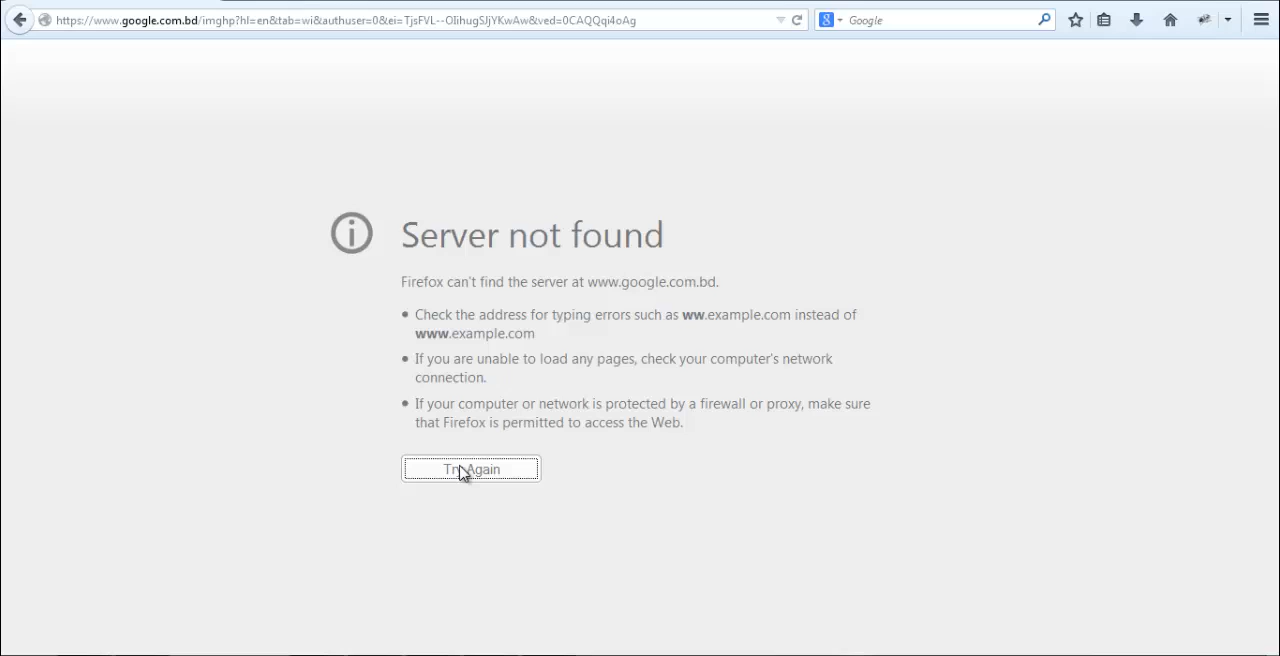 https://www.google.com.bd/imghp?hl=en&tab=wi&authuser=0&ei=TjsFVL--OIihugSJjYKwAw&ved=0CAQQqi4oAg
8 Google
Server not found
Firefox can't find the server at www.google.com.bd.
Check the address for typing errors such as ww.example.com instead of
www.example.com
If you are unable to load any pages, check your computer's network
connection.
If your computer or network is protected by a firewall or proxy, make sure
that Firefox is permitted to access the Web.
Try Again